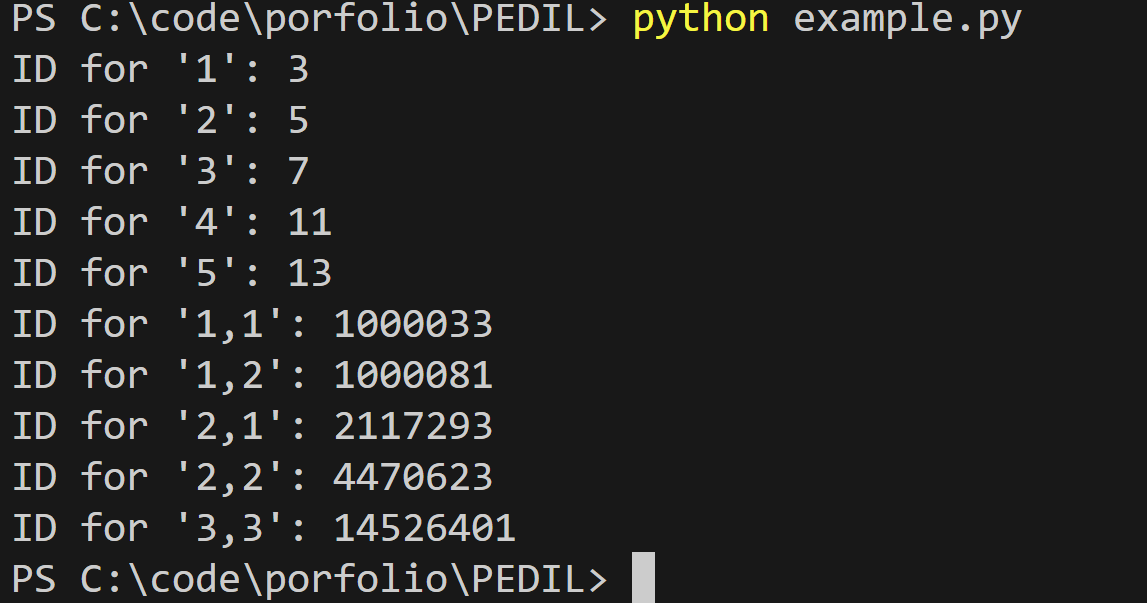 PS C:\code\porfolio\PEDIL> python example.py
ID for '1': 3
ID for '2': 5
ID for '3': 7
ID for '4': 11
ID for '5': 13
ID for '1,1': 1000033
ID for '1,2': 1000081
ID for '2,1': 2117293
ID for '2,2': 4470623
ID for '3,3': 14526401
PS C:\code\porfolio\PEDIL>